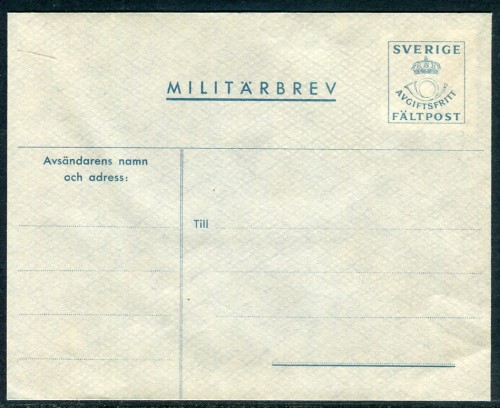 SVERIGE
AVGIFTSFRITT
FÄLTPOST
MILITÄRBREV
Avsändarens namn
och adress:
Till